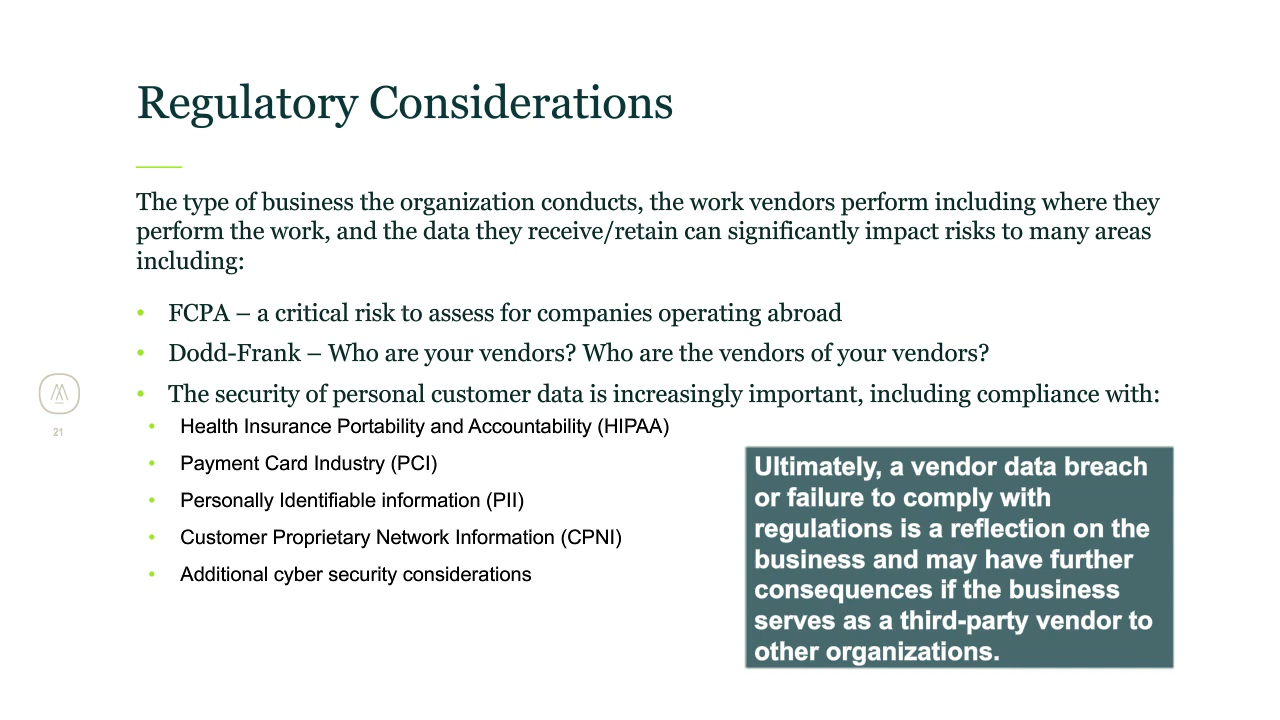 Regulatory Considerations
The type of business the organization conducts, the work vendors perform including where they
perform the work, and the data they receive/retain can significantly impact risks to many areas
including:
• FCPA – a critical risk to assess for companies operating abroad
• Dodd-Frank – Who are your vendors? Who are the vendors of your vendors?
• The security of personal customer data is increasingly important, including compliance with:
• Health Insurance Portability and Accountability (HIPAA)
• Payment Card Industry (PCI)
• Personally Identifiable information (PII)
• Customer Proprietary Network Information (CPNI)
• Additional cyber security considerations
Ultimately, a vendor data breach
or failure to comply with
regulations is a reflection on the
business and may have further
consequences if the business
serves as a third-party vendor to
other organizations.
21